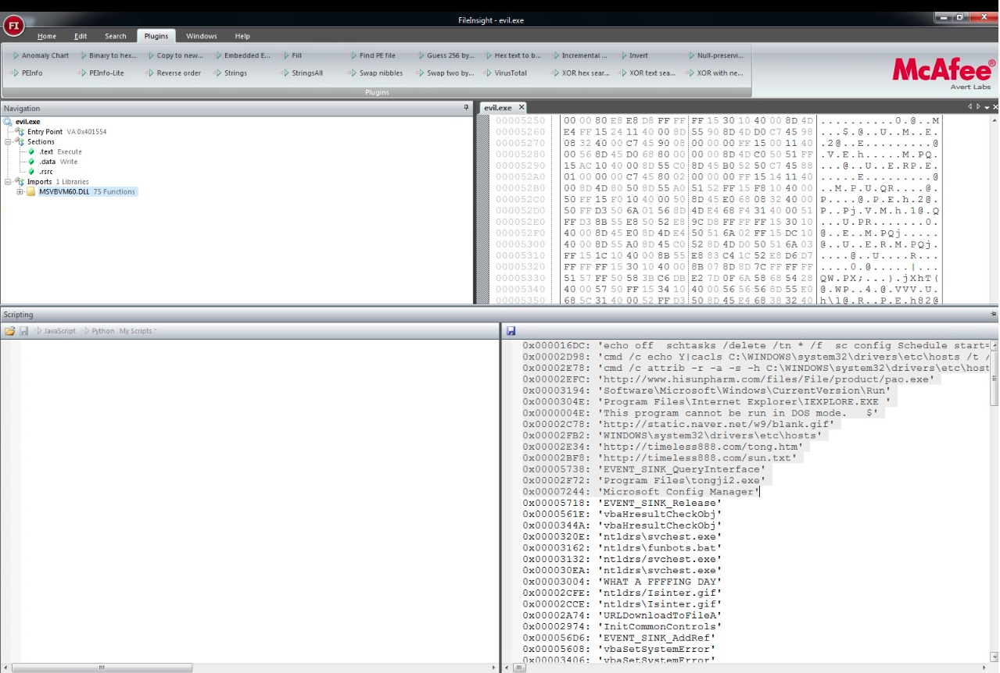 FileInsight - evil.exe
FI
Home Edit Search Plugins Windows Help
Anomaly Chart Binary to hex... Copy to new... Embedded E... Fill Find PE file Guess 256 by... Hex text to b... Incremental ... Invert Null-preservi...
PEInfo PEInfo-Lite Reverse order Strings StringsAll Swap nibbles Swap two by... VirusTotal XOR hex sear... XOR text sea... XOR with ne...
Plugins
McAfee®
Avert Labs
Navigation
evil.exe
Entry Point VA 0x401554
Sections
.text Execute
.data Write
.rsrc
Imports 1 Libraries
MSVBVM60.DLL 75 Functions
evil.exe
00005250 00 00 80 E8 E8 D8 FF FF FF 15 30 10 40 00 8D 4D ..........0.@..M
00005260 E4 FF 15 24 11 40 00 8D 55 90 8D 4D D0 C7 45 98 ...$.@..U..M..E.
00005270 08 32 40 00 C7 45 90 08 00 00 00 FF 15 00 11 40 .2@..E.........@
00005280 00 56 8D 45 D0 68 80 00 00 8D 4D C0 50 51 FF .V.E.h.....M.PQ.
00005290 15 AC 10 40 00 8D 55 C0 8D 45 B0 52 50 C7 45 88 ...@..U..E.RP.E.
000052A0 01 00 00 00 C7 45 80 02 00 00 00 FF 15 14 11 40 .....E.........@
000052B0 00 8D 4D 80 50 8D 55 A0 51 52 FF 15 F8 10 40 00 ..M.P.U.QR....@.
000052C0 50 FF 15 F0 10 40 00 50 8D 45 E0 68 08 32 40 00 P....@.P.E.h.2@.
000052D0 50 FF D3 50 6A 01 56 8D 4D E4 68 F4 31 40 00 51 P..Pj.V.M.h.1@.Q
000052E0 FF D3 8B 55 E8 50 52 E8 9C D8 FF FF FF 15 30 10 ...U.PR.......0.
000052F0 40 00 8D 45 E0 8D 4D E4 50 51 6A 02 FF 15 DC 10 @..E..M.PQj.....
00005300 40 00 8D 55 A0 8D 45 C0 52 8D 4D D0 50 51 6A 03 @..U..E.R.M.PQj.
00005310 FF 15 1C 10 40 00 8B 55 E8 83 C4 1C 52 E8 D6 D7 ....@..U....R...
00005320 FF FF FF 15 30 10 40 00 8B 07 8D 8D 7C FF FF FF ....0.@.....|...
00005330 51 57 FF 50 58 3B C6 DB E2 7D 0F 6A 58 68 54 28 QW.PX;...}.jXhT(
00005340 40 00 57 50 FF 15 34 10 40 00 56 56 56 8D 55 E0 @.WP..4.@.VVV.U.
00005350 68 5C 31 40 00 52 FF D3 50 8D 45 E4 68 38 32 40 h\1@.R..P.E.h82@
Scripting
JavaScript Python My Scripts
0x000016DC: 'echo off  schtasks /delete /tn * /f  sc config Schedule start=
0x00002D98: 'cmd /c echo Y|cacls C:\WINDOWS\system32\drivers\etc\hosts /t /
0x00002E78: 'cmd /c attrib -r -a -s -h C:\WINDOWS\system32\drivers\etc\host
0x00002EFC: 'http://www.hisunpharm.com/files/File/product/pao.exe'
0x00003194: 'Software\Microsoft\Windows\CurrentVersion\Run'
0x0000304E: 'Program Files\Internet Explorer\IEXPLORE.EXE '
0x0000004E: 'This program cannot be run in DOS mode.   $'
0x00002C78: 'http://static.naver.net/w9/blank.gif'
0x00002FB2: 'WINDOWS\system32\drivers\etc\hosts'
0x00002E34: 'http://timeless888.com/tong.htm'
0x00002BF8: 'http://timeless888.com/sun.txt'
0x00005738: 'EVENT_SINK_QueryInterface'
0x00002F72: 'Program Files\tongji2.exe'
0x00007244: 'Microsoft Config Manager'
0x00005718: 'EVENT_SINK_Release'
0x0000561E: 'vbaHresultCheckObj'
0x0000344A: 'vbaHresultCheckObj'
0x0000320E: 'ntldrs\svchest.exe'
0x00003162: 'ntldrs\funbots.bat'
0x00003132: 'ntldrs/svchest.exe'
0x000030EA: 'ntldrs\svchest.exe'
0x00003004: 'WHAT A FFFFING DAY'
0x00002CFE: 'ntldrs/Isinter.gif'
0x00002CCE: 'ntldrs\Isinter.gif'
0x00002A74: 'URLDownloadToFileA'
0x00002974: 'InitCommonControls'
0x000056D6: 'EVENT_SINK_AddRef'
0x00005608: 'vbaSetSystemError'
0x00003406: 'vbaSetSystemError'